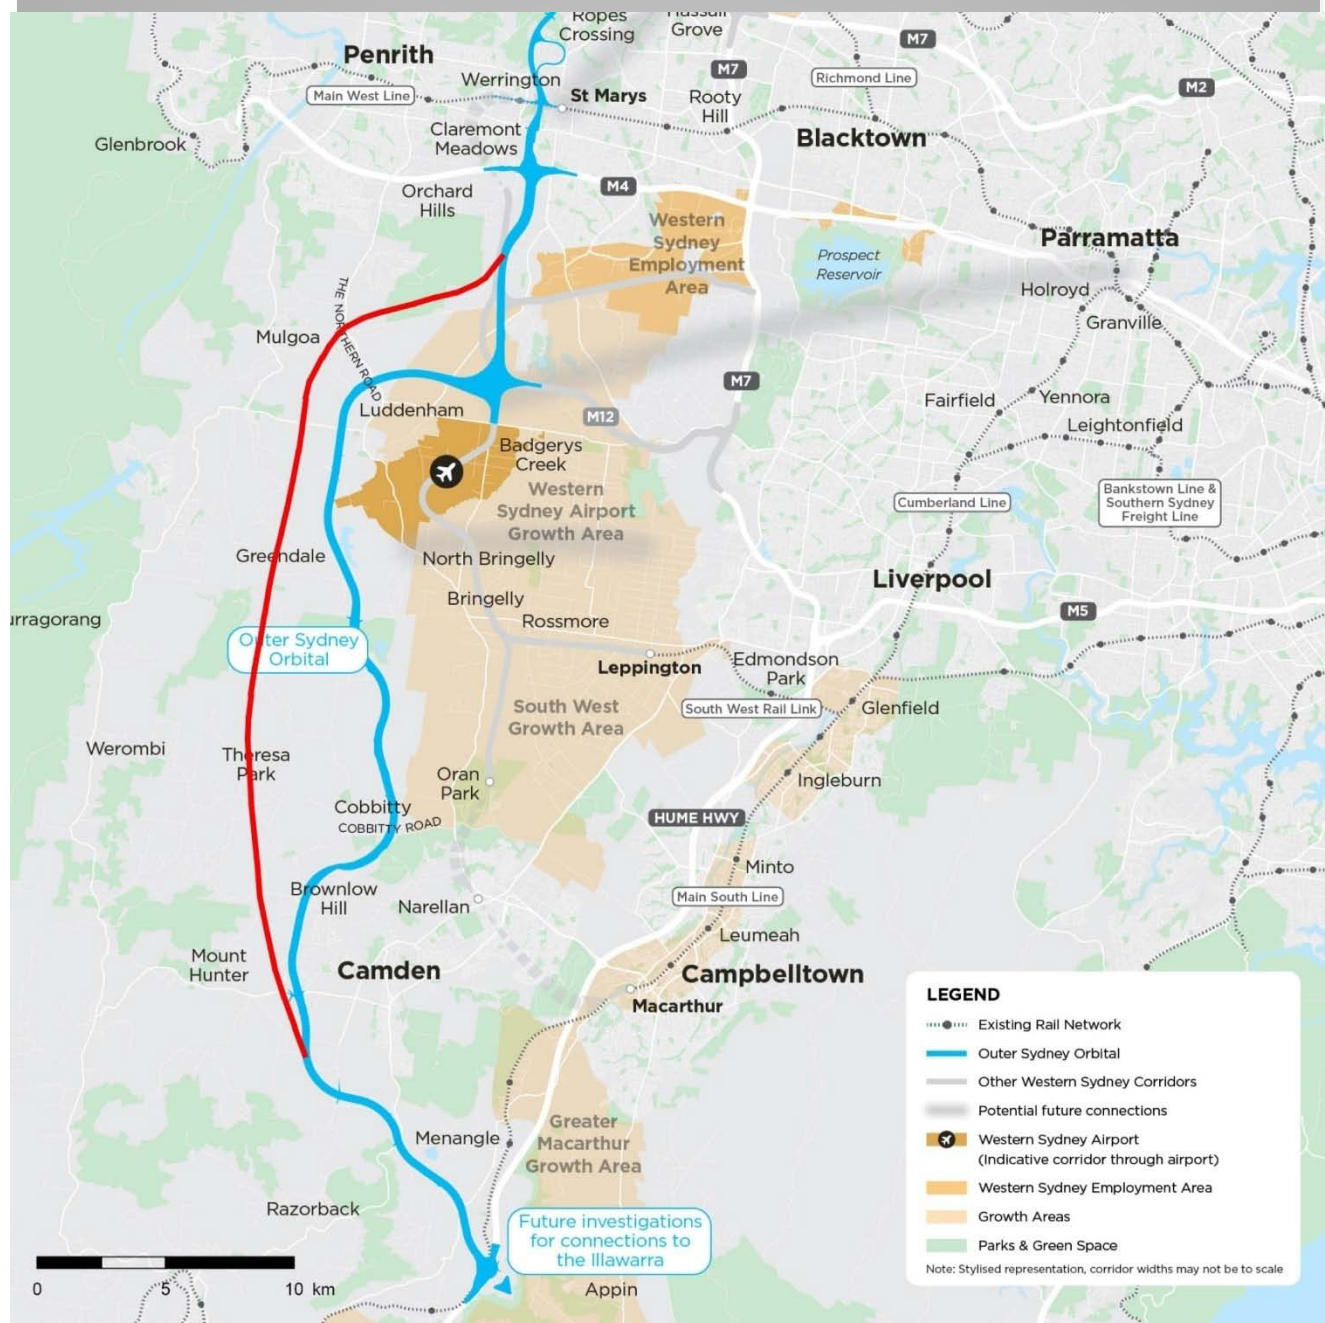 Ropes
Crossing
Hassall
Grove
M7
Penrith
Werrington
M7
Richmond Line
M2
Main West Line
St Marys
Rooty
Hill
Glenbrook
Claremont
Meadows
Blacktown
Orchard
Hills
M4
Western
Sydney
Employment
Area
Prospect
Reservoir
Parramatta
THE NORTHERN ROAD
Holroyd
Granville
Mulgoa
M7
Luddenham
M12
Fairfield
Yennora
Leightonfield
Badgerys
Creek
Western
Sydney Airport
Growth Area
Cumberland Line
Bankstown Line &
Southern Sydney
Freight Line
Greendale
North Bringelly
Liverpool
Bringelly
M5
urragorang
Rossmore
Outer Sydney
Orbital
Leppington
Edmondson
Park
South West
Growth Area
South West Rail Link
Glenfield
Werombi
Theresa
Park
Oran
Park
Ingleburn
Cobbitty
COBBITTY ROAD
HUME HWY
Minto
Brownlow
Hill
Narellan
Main South Line
Leumeah
Mount
Hunter
Camden
Campbelltown
Macarthur
LEGEND
Existing Rail Network
Outer Sydney Orbital
Other Western Sydney Corridors
Potential future connections
Western Sydney Airport
(Indicative corridor through airport)
Western Sydney Employment Area
Growth Areas
Parks & Green Space
Note: Stylised representation, corridor widths may not be to scale
Menangle
Greater
Macarthur
Growth Area
Razorback
Future investigations
for connections to
the Illawarra
Appin
0 5 10 km